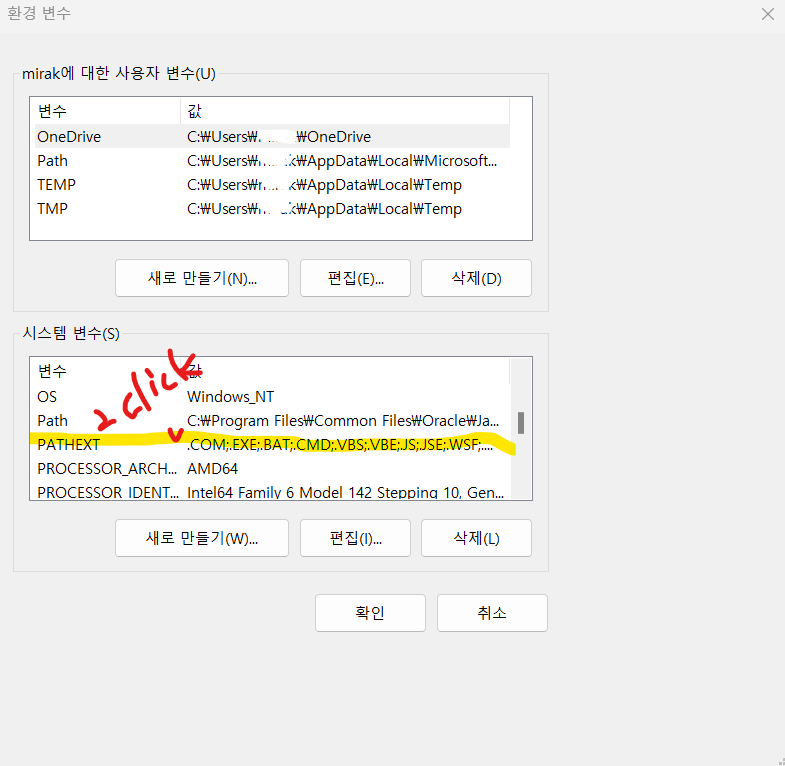 환경 변수
mirak에 대한 사용자 변수(U)
변수 값
OneDrive C:₩Users₩ ₩OneDrive
Path C:₩Users₩ k₩AppData₩Local₩Microsoft...
TEMP C:₩Users₩ k₩AppData₩Local₩Temp
TMP C:₩Users₩ k₩AppData₩Local₩Temp
새로 만들기(N)... 편집(E)... 삭제(D)
시스템 변수(S)
변수 값
OS Windows_NT
2 click
Path C:₩Program Files₩Common Files₩Oracle₩Ja...
PATHEXT .COM;.EXE;.BAT;.CMD;.VBS;.VBE;.JS;.JSE;.WSF;...
PROCESSOR_ARCH... AMD64
PROCESSOR_IDENT... Intel64 Family 6 Model 142 Stepping 10, Gen...
새로 만들기(W)... 편집(I)... 삭제(L)
확인 취소